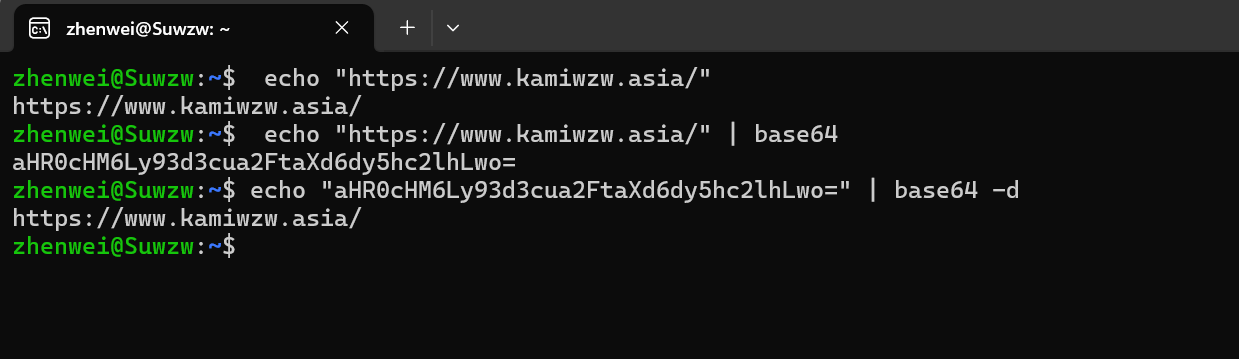 zhenwei@Suwzw: ~
zhenwei@Suwzw:~$  echo "https://www.kamiwzw.asia/"
https://www.kamiwzw.asia/
zhenwei@Suwzw:~$  echo "https://www.kamiwzw.asia/" | base64
aHR0cHM6Ly93d3cua2FtaXd6dy5hc2lhLwo=
zhenwei@Suwzw:~$ echo "aHR0cHM6Ly93d3cua2FtaXd6dy5hc2lhLwo=" | base64 -d
https://www.kamiwzw.asia/
zhenwei@Suwzw:~$